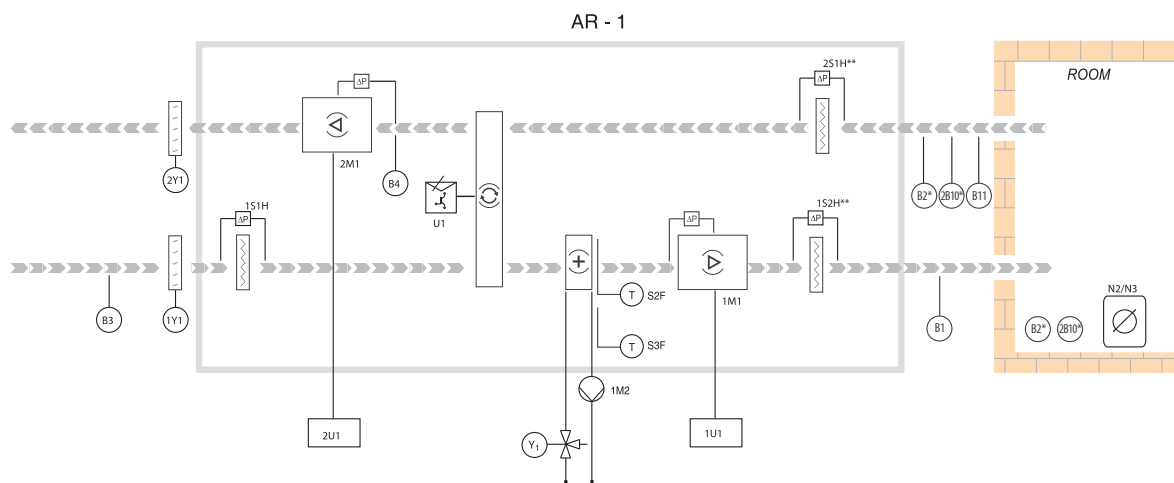 AR - 1
2S1H**
ΔP
ΔP
ROOM
2M1
2Y1
B4
B2*
2B10*
B11
U1
1S1H
ΔP
ΔP
1S2H**
ΔP
S2F
1M1
N2/N3
B3
1Y1
B1
B2*
2B10*
T
T
S3F
1M2
2U1
Y1
1U1